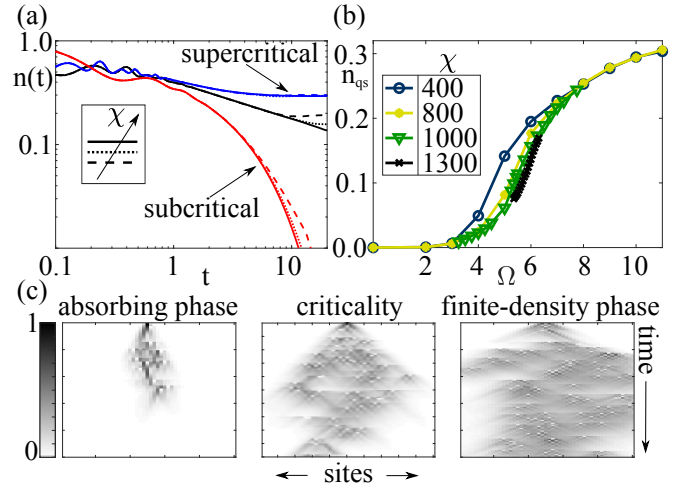 (a)
1.0
n(t)
0.1
supercritical
χ
subcritical
0.1
1
10
t
(b)
0.3
n_qs
0.2
0.1
0.0
χ
400
800
1000
1300
2
4
6
8
10
Ω
(c)
absorbing phase
criticality
finite-density phase
1
0
time
sites